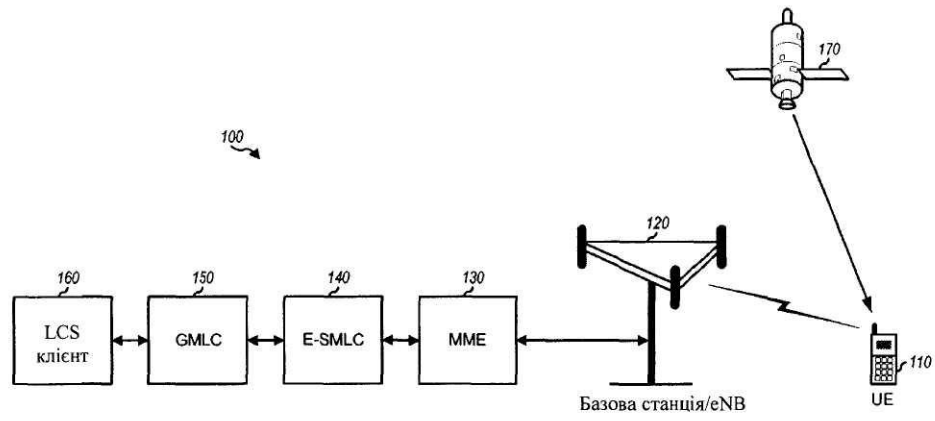 170
100
120
160
150
140
130
LCS
клієнт
GMLC
E-SMLC
MME
110
UE
Базова станція/eNB